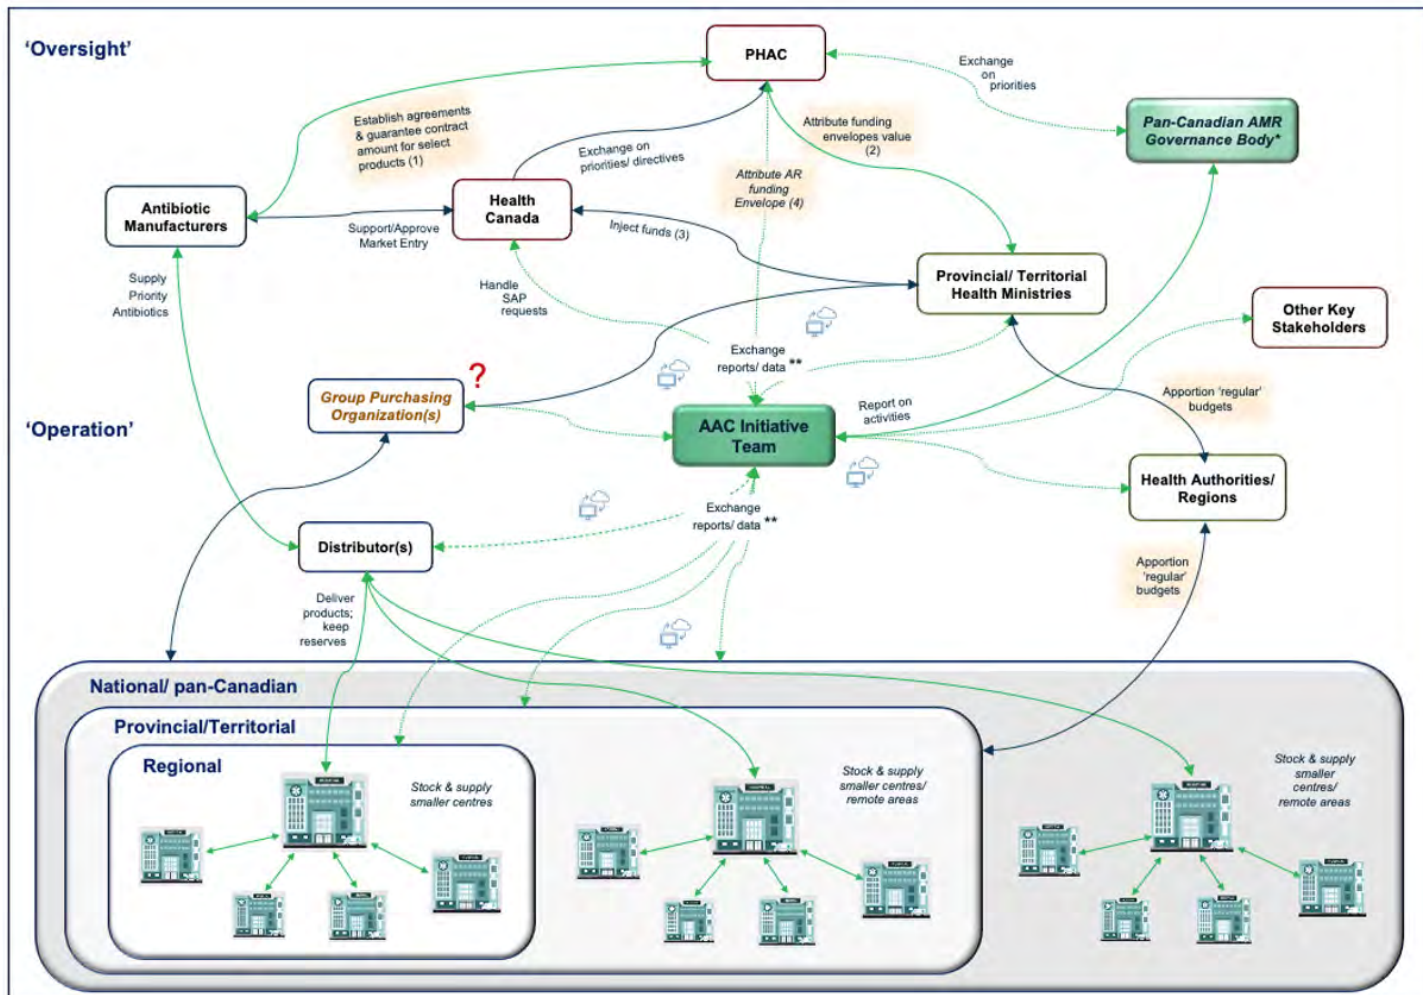 'Oversight'
PHAC
Exchange
on
priorities
Pan-Canadian AMR
Governance Body*
Establish agreements
& guarantee contract
amount for select
products (1)
Exchange on
priorities/ directives
Attribute funding
envelopes value
(2)
Attribute AR
funding
Envelope (4)
Antibiotic
Manufacturers
Health
Canada
Support/Approve
Market Entry
Inject funds (3)
Provincial/ Territorial
Health Ministries
Supply
Priority
Antibiotics
Handle
SAP
requests
Other Key
Stakeholders
Exchange
reports/ data **
?
Group Purchasing
Organization(s)
'Operation'
AAC Initiative
Team
Report on
activities
Apportion 'regular'
budgets
Health Authorities/
Regions
Exchange
reports/ data **
Distributor(s)
Apportion
'regular'
budgets
Deliver
products;
keep
reserves
National/ pan-Canadian
Provincial/Territorial
Regional
Stock & supply
smaller centres
Stock & supply
smaller centres/
remote areas
Stock & supply
smaller
centres/
remote areas